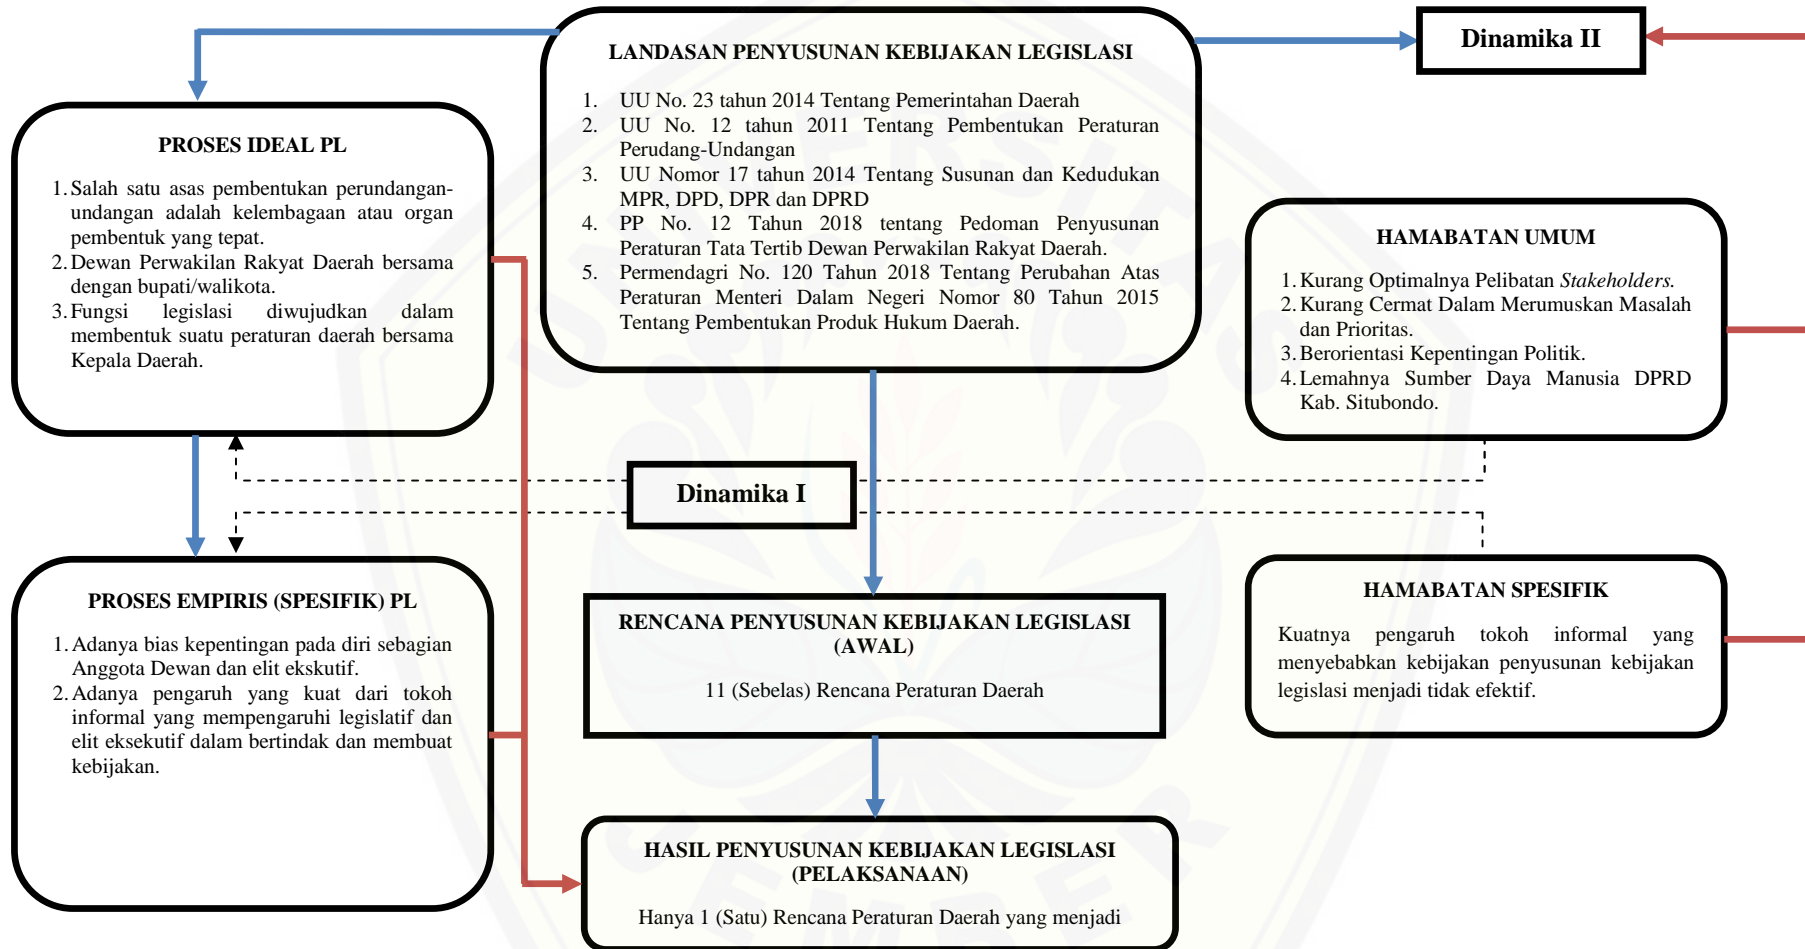 LANDASAN PENYUSUNAN KEBIJAKAN LEGISLASI
1. UU No. 23 tahun 2014 Tentang Pemerintahan Daerah
2. UU No. 12 tahun 2011 Tentang Pembentukan Peraturan
Perudang-Undangan
3. UU Nomor 17 tahun 2014 Tentang Susunan dan Kedudukan
MPR, DPD, DPR dan DPRD
4. PP No. 12 Tahun 2018 tentang Pedoman Penyusunan
Peraturan Tata Tertib Dewan Perwakilan Rakyat Daerah.
5. Permendagri No. 120 Tahun 2018 Tentang Perubahan Atas
Peraturan Menteri Dalam Negeri Nomor 80 Tahun 2015
Tentang Pembentukan Produk Hukum Daerah.
Dinamika II
PROSES IDEAL PL
1. Salah satu asas pembentukan perundangan-
undangan adalah kelembagaan atau organ
pembentuk yang tepat.
2. Dewan Perwakilan Rakyat Daerah bersama
dengan bupati/walikota.
3. Fungsi legislasi diwujudkan dalam
membentuk suatu peraturan daerah bersama
Kepala Daerah.
HAMABATAN UMUM
1. Kurang Optimalnya Pelibatan Stakeholders.
2. Kurang Cermat Dalam Merumuskan Masalah
dan Prioritas.
3. Berorientasi Kepentingan Politik.
4. Lemahnya Sumber Daya Manusia DPRD
Kab. Situbondo.
Dinamika I
PROSES EMPIRIS (SPESIFIK) PL
1. Adanya bias kepentingan pada diri sebagian
Anggota Dewan dan elit ekskutif.
2. Adanya pengaruh yang kuat dari tokoh
informal yang mempengaruhi legislatif dan
elit eksekutif dalam bertindak dan membuat
kebijakan.
RENCANA PENYUSUNAN KEBIJAKAN LEGISLASI
(AWAL)
11 (Sebelas) Rencana Peraturan Daerah
HAMABATAN SPESIFIK
Kuatnya pengaruh tokoh informal yang
menyebabkan kebijakan penyusunan kebijakan
legislasi menjadi tidak efektif.
HASIL PENYUSUNAN KEBIJAKAN LEGISLASI
(PELAKSANAAN)
Hanya 1 (Satu) Rencana Peraturan Daerah yang menjadi
UNIVERSITAS
JEMBER